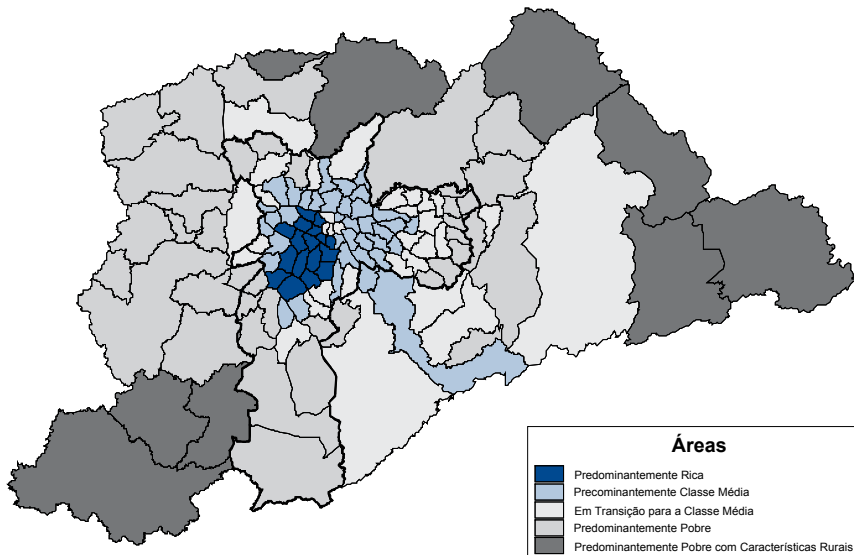 Áreas
Predominantemente Rica
Precominantemente Classe Média
Em Transição para a Classe Média
Predominantemente Pobre
Predominantemente Pobre com Características Rurais